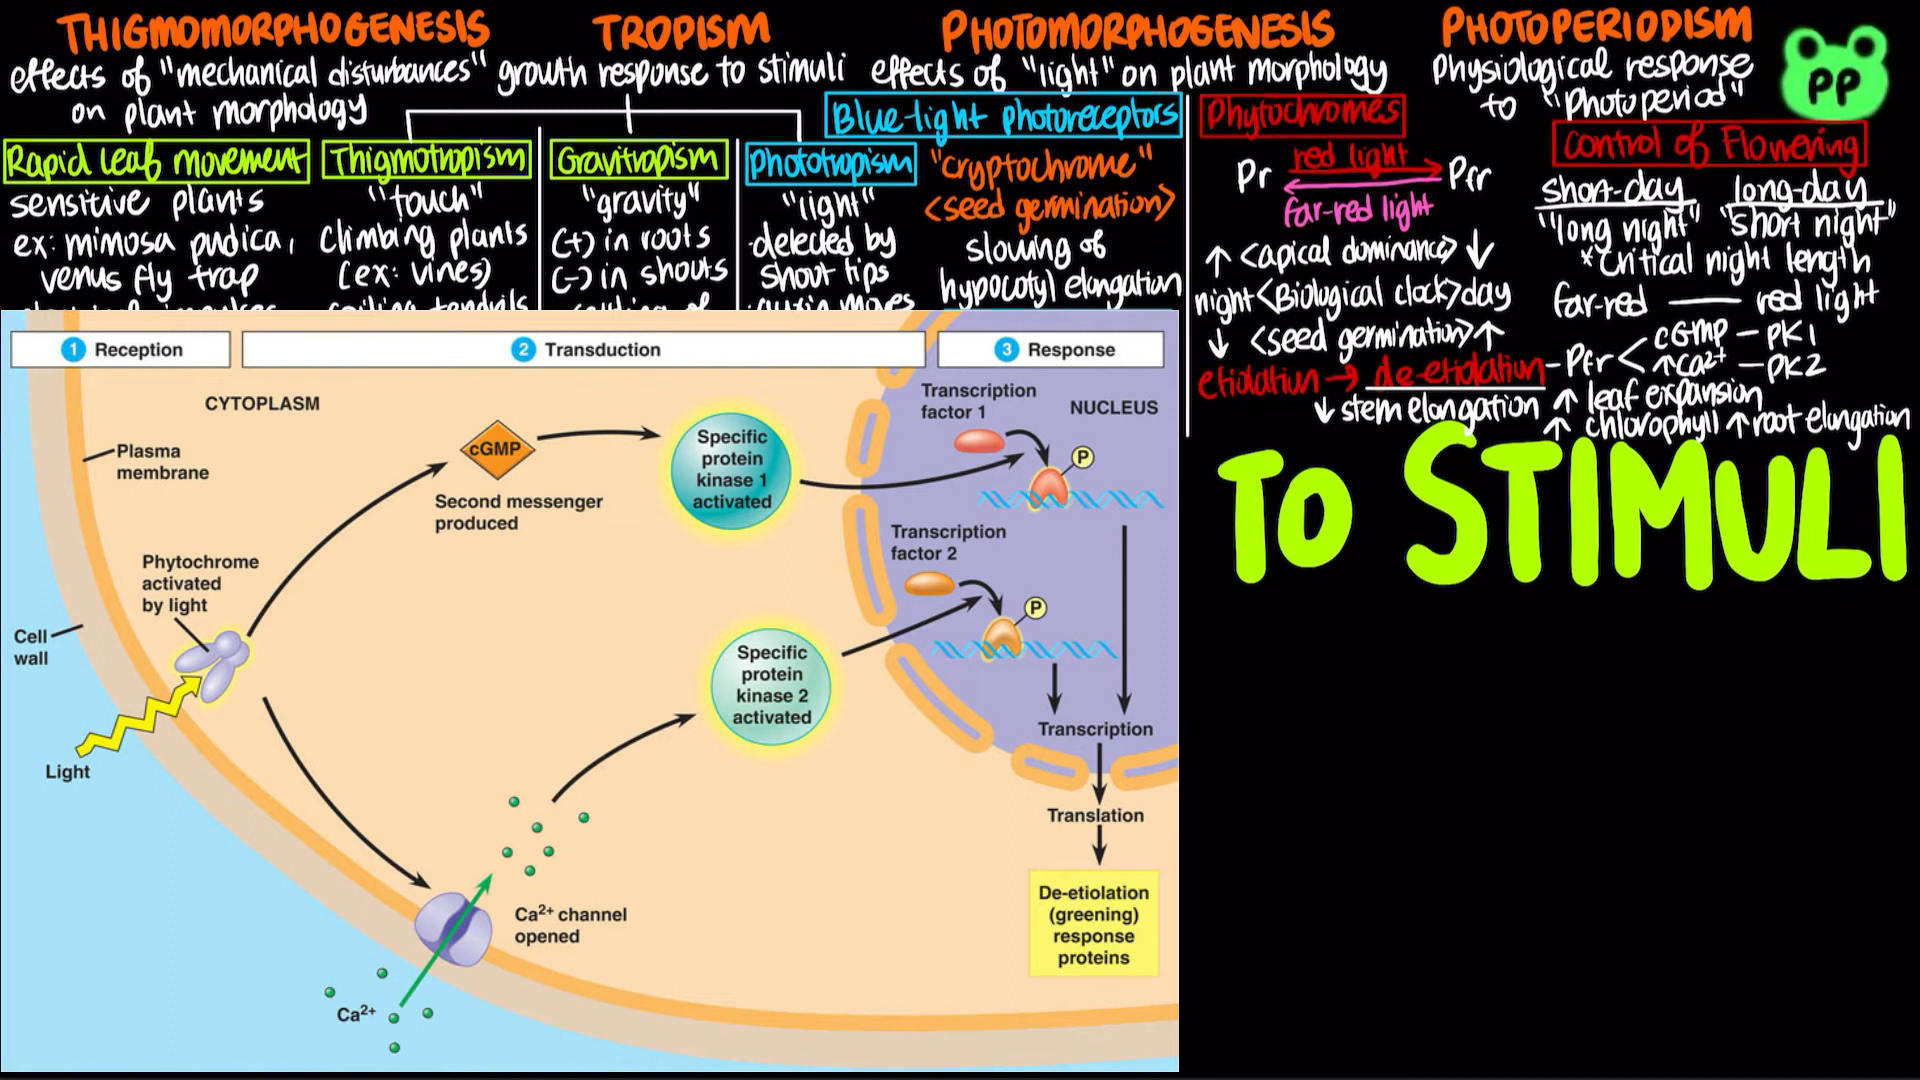 THIGMOMORPHOGENESIS
effects of "mechanical disturbances"
on plant morphology
Rapid leaf movement
sensitive plants
ex: mimosa pudica,
venus fly trap
TROPISM
growth response to stimuli
Thigmotropism
"touch"
climbing plants
(ex: vines)
coiling tendrils
Gravitropism
"gravity"
(+) in roots
(-) in shouts
settling of
Phototropism
"light"
detected by
shout tips
auxin moves
PHOTOMORPHOGENESIS
effects of "light" on plant morphology
Blue-light photoreceptors
"cryptochrome"
<seed germination>
slowing of
hypocotyl elongation
Phytochromes
red light
Pr Pfr
far-red light
↑ <apical dominance> ↓
night <Biological clock> day
↓ <seed germination> ↑
etiolation → de-etiolation - Pfr < cGMP - PK1
↑ca2+ - PK2
↓ stem elongation
↑ leaf expansion
↑ chlorophyll ↑ root elongation
PHOTOPERIODISM
physiological response
to "photoperiod"
PP
control of Flowering
short-day long-day
"long night" "short night"
*critical night length
far-red — red light
TO STIMULI
1 Reception
2 Transduction
3 Response
CYTOPLASM
NUCLEUS
Plasma
membrane
Cell
wall
Phytochrome
activated
by light
Light
cGMP
Second messenger
produced
Specific
protein
kinase 1
activated
Transcription
factor 1
P
Transcription
factor 2
P
Specific
protein
kinase 2
activated
Ca2+ channel
opened
Ca2+
Transcription
Translation
De-etiolation
(greening)
response
proteins